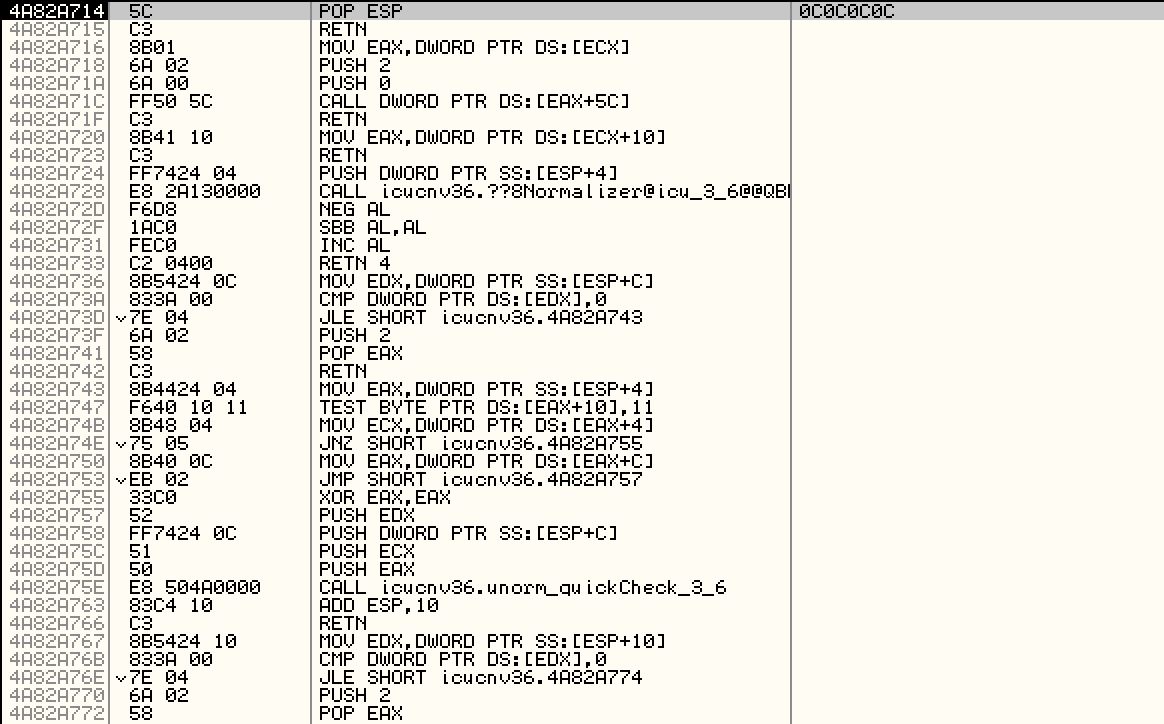 4A82A714 5C POP ESP 0C0C0C0C
4A82A715 C3 RETN
4A82A716 8B01 MOV EAX,DWORD PTR DS:[ECX]
4A82A718 6A 02 PUSH 2
4A82A71A 6A 00 PUSH 0
4A82A71C FF50 5C CALL DWORD PTR DS:[EAX+5C]
4A82A71F C3 RETN
4A82A720 8B41 10 MOV EAX,DWORD PTR DS:[ECX+10]
4A82A723 C3 RETN
4A82A724 FF7424 04 PUSH DWORD PTR SS:[ESP+4]
4A82A728 E8 2A130000 CALL icucnv36.??8Normalizer@icu_3_6@@QB
4A82A72D F6D8 NEG AL
4A82A72F 1AC0 SBB AL,AL
4A82A731 FEC0 INC AL
4A82A733 C2 0400 RETN 4
4A82A736 8B5424 0C MOV EDX,DWORD PTR SS:[ESP+C]
4A82A73A 833A 00 CMP DWORD PTR DS:[EDX],0
4A82A73D 7E 04 JLE SHORT icucnv36.4A82A743
4A82A73F 6A 02 PUSH 2
4A82A741 58 POP EAX
4A82A742 C3 RETN
4A82A743 8B4424 04 MOV EAX,DWORD PTR SS:[ESP+4]
4A82A747 F640 10 11 TEST BYTE PTR DS:[EAX+10],11
4A82A74B 8B48 04 MOV ECX,DWORD PTR DS:[EAX+4]
4A82A74E 75 05 JNZ SHORT icucnv36.4A82A755
4A82A750 8B40 0C MOV EAX,DWORD PTR DS:[EAX+C]
4A82A753 EB 02 JMP SHORT icucnv36.4A82A757
4A82A755 33C0 XOR EAX,EAX
4A82A757 52 PUSH EDX
4A82A758 FF7424 0C PUSH DWORD PTR SS:[ESP+C]
4A82A75C 51 PUSH ECX
4A82A75D 50 PUSH EAX
4A82A75E E8 504A0000 CALL icucnv36.unorm_quickCheck_3_6
4A82A763 83C4 10 ADD ESP,10
4A82A766 C3 RETN
4A82A767 8B5424 10 MOV EDX,DWORD PTR SS:[ESP+10]
4A82A76B 833A 00 CMP DWORD PTR DS:[EDX],0
4A82A76E 7E 04 JLE SHORT icucnv36.4A82A774
4A82A770 6A 02 PUSH 2
4A82A772 58 POP EAX